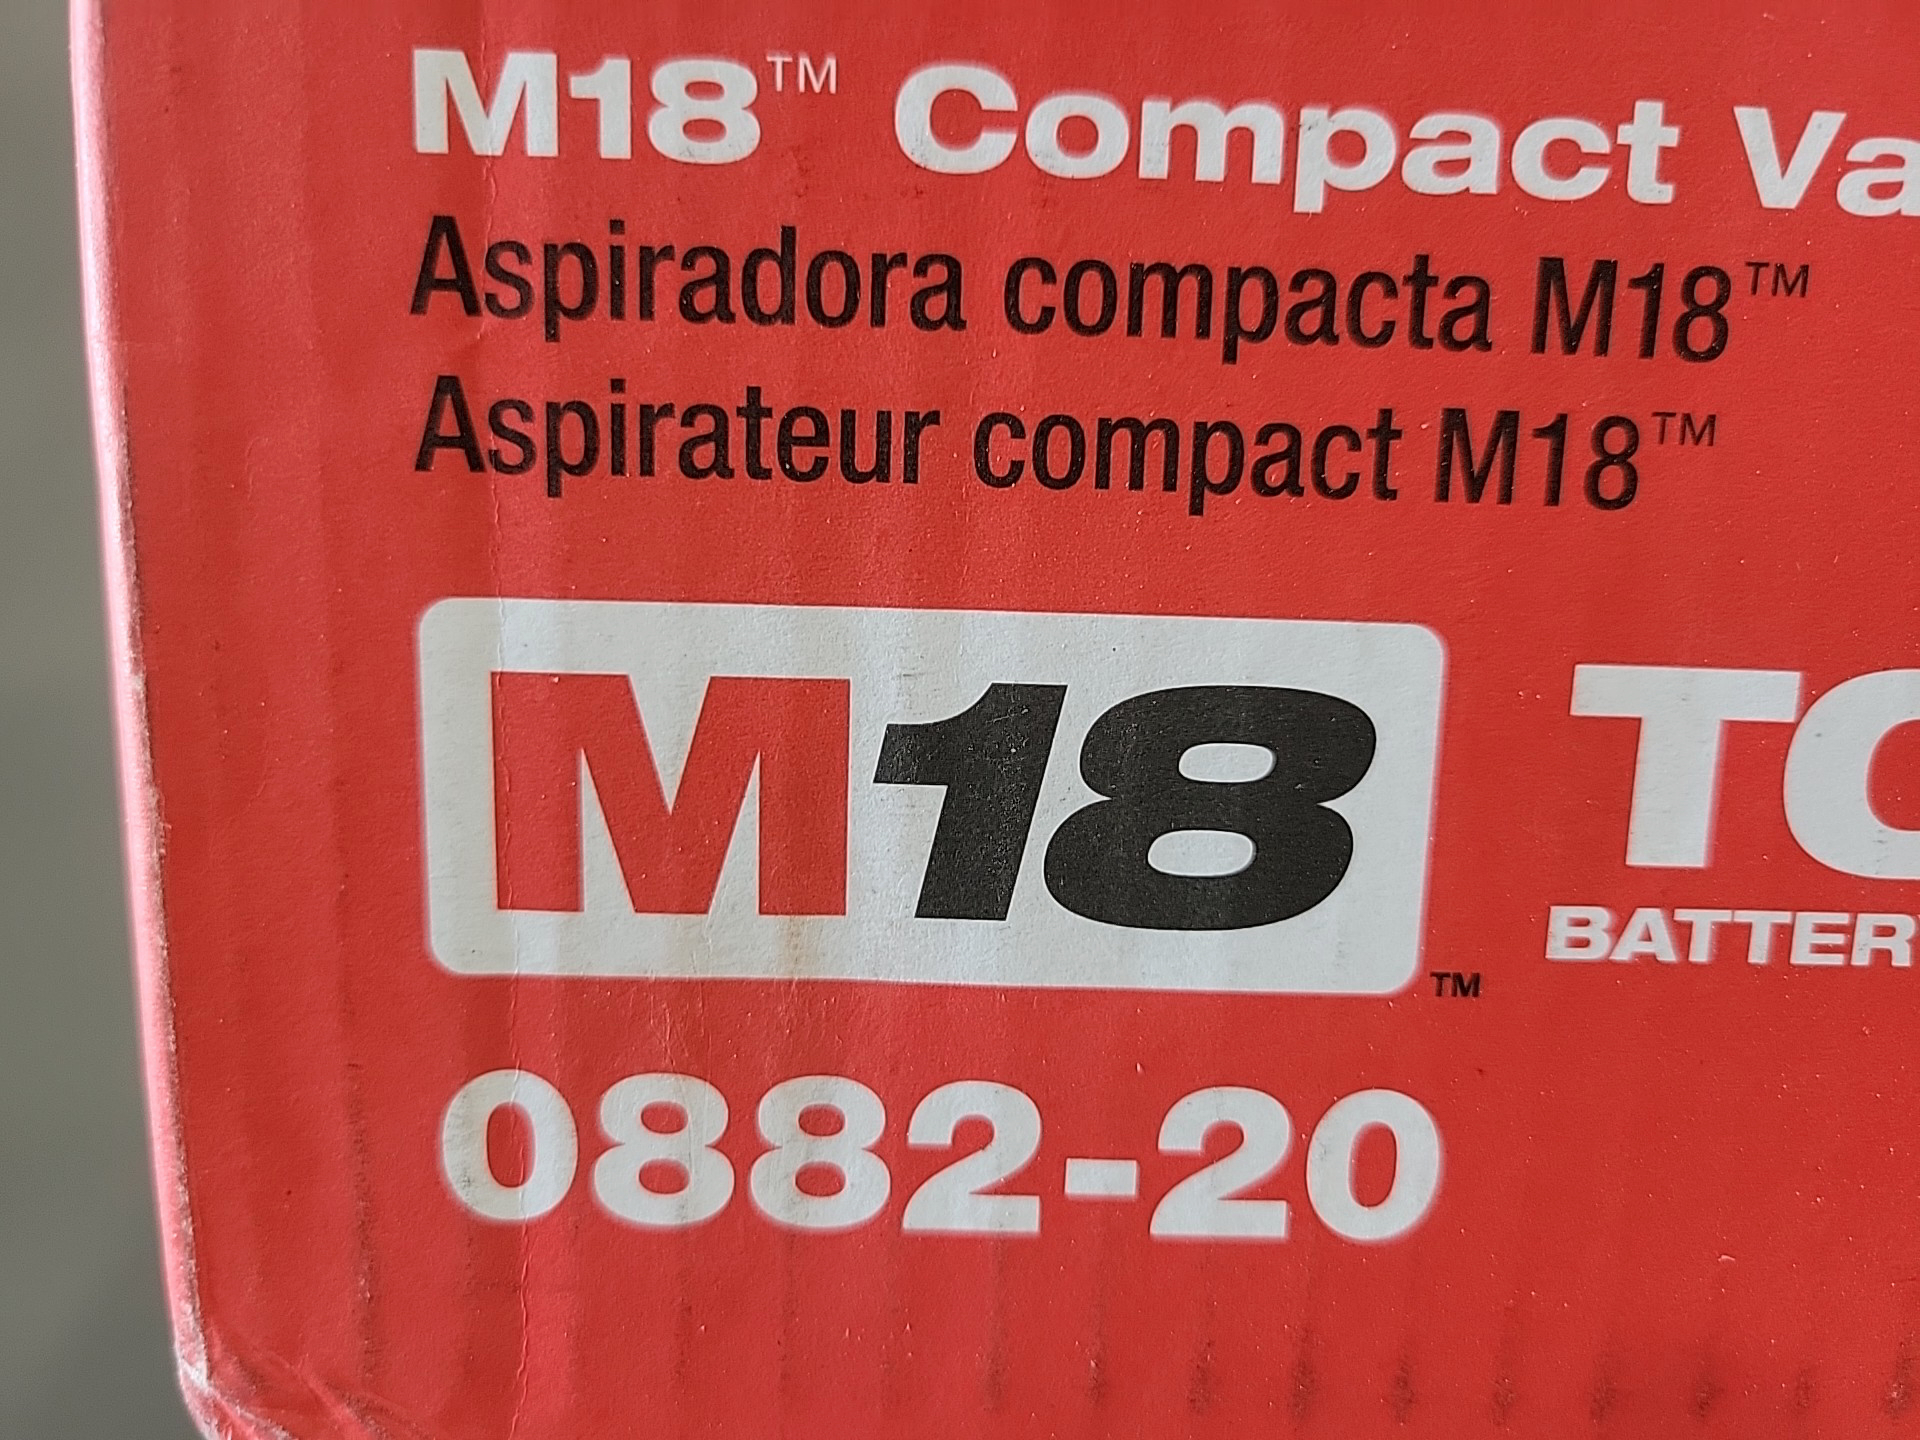 M18™ Compact Va
Aspiradora compacta M18™
Aspirateur compact M18™
M18™
TO
BATTER
0882-20